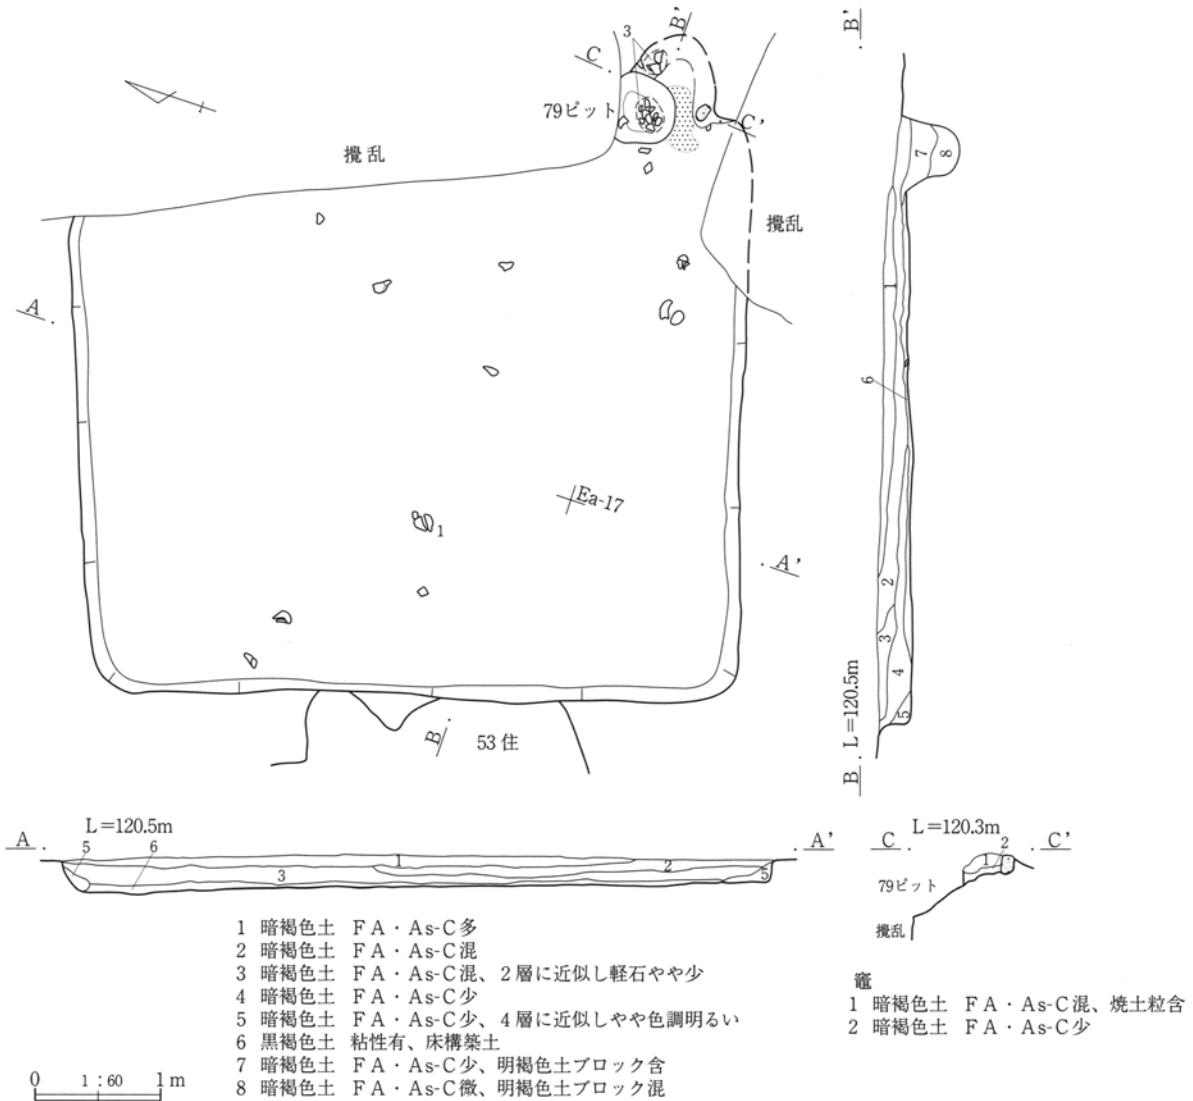 3
B'
B'
C
79ピット
C'
攪乱
攪乱
7
8
A
1
6
Ea-17
1
A'
2
3
4
5
B
53住
B L=120.5m
A L=120.5m A'
5 6 1 3 2 5
C L=120.3m C'
1 2
79ピット
攪乱
1 暗褐色土 FA・As-C多
2 暗褐色土 FA・As-C混
3 暗褐色土 FA・As-C混、2層に近似し軽石やや少
4 暗褐色土 FA・As-C少
5 暗褐色土 FA・As-C少、4層に近似しやや色調明るい
6 黒褐色土 粘性有、床構築土
7 暗褐色土 FA・As-C少、明褐色土ブロック含
8 暗褐色土 FA・As-C微、明褐色土ブロック混
竈
1 暗褐色土 FA・As-C混、焼土粒含
2 暗褐色土 FA・As-C少
0 1:60 1m